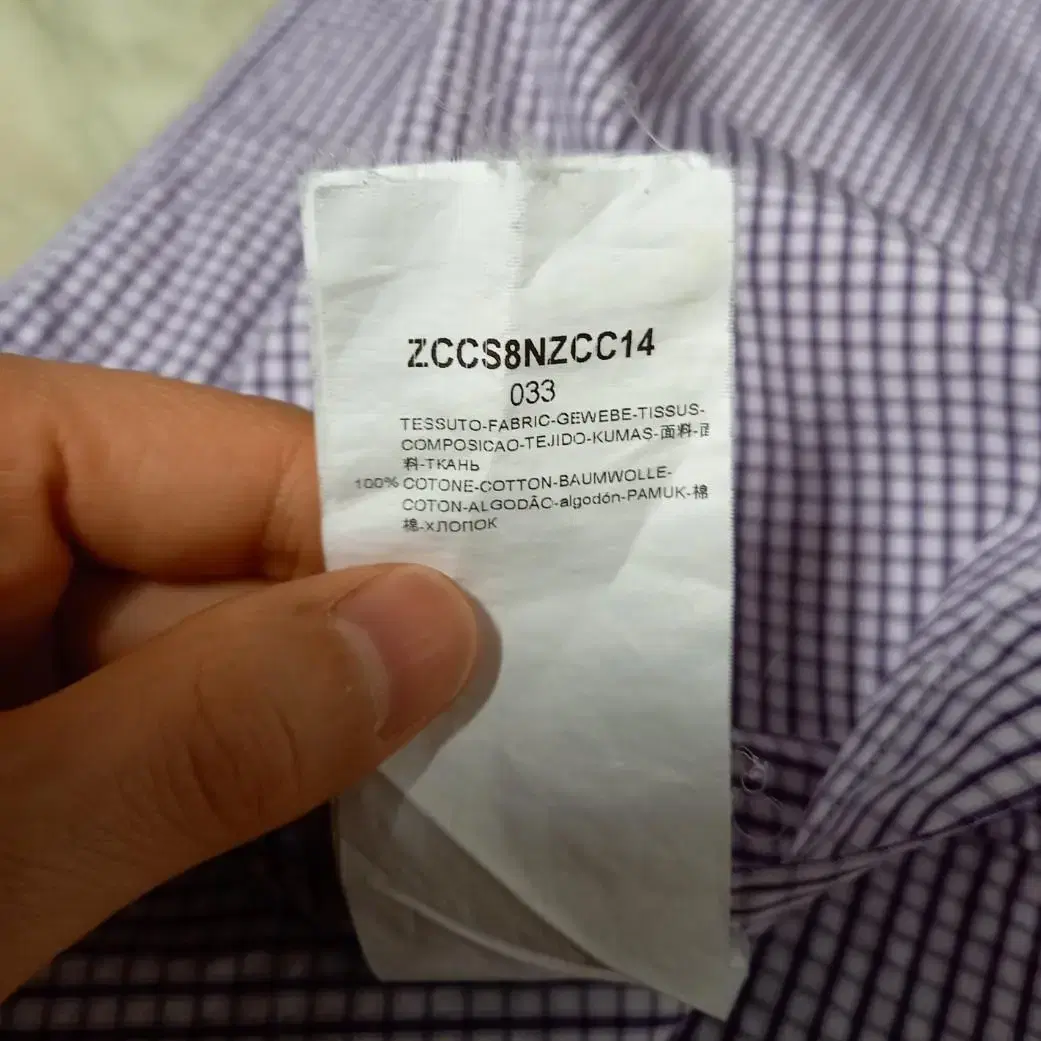 ZCCS8NZCC14
033
TESSUTO-FABRIC-GEWEBE-TISSUS-
COMPOSICAO-TEJIDO-KUMAS-面料-面
料-ТКАНЬ
100% COTONE-COTTON-BAUMWOLLE-
COTON-ALGODÃO-algodón-PAMUK-棉
棉-ХЛОПОК